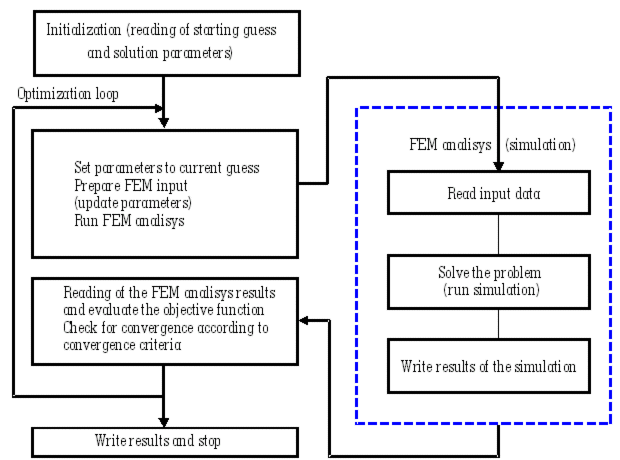 Initialization (reading of starting guess
and solution parameters)
Optimization loop
Set parameters to current guess
Prepare FEM input
(update parameters)
Run FEM analisys
FEM analisys (simulation)
Read input data
Solve the problem
(run simulation)
Write results of the simulation
Reading of the FEM analisys results
and evaluate the objective function
Check for convergence according to
convergence criteria
Write results and stop